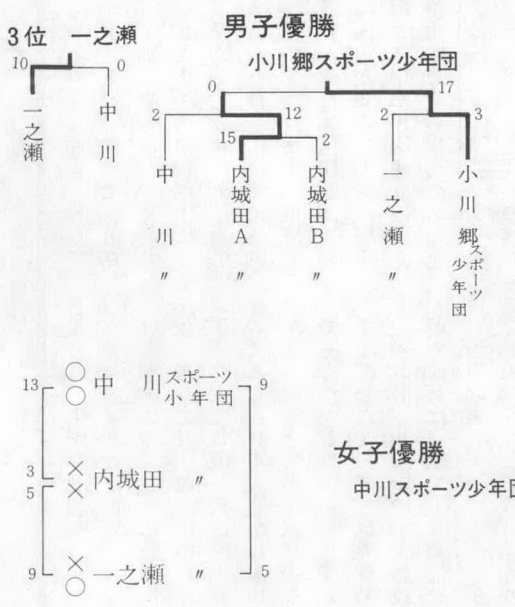 男子優勝
小川郷スポーツ少年団
3位 一之瀬
10 0
一之瀬
中川
0 17
2 12 2 3
15 2
中川 〃
内城田A 〃
内城田B 〃
一之瀬 〃
小川郷スポーツ少年団
13 ○○ 中川スポーツ少年団 9
3 5 ×× 内城田 〃
9 ×○ 一之瀬 〃 5
女子優勝
中川スポーツ少年団